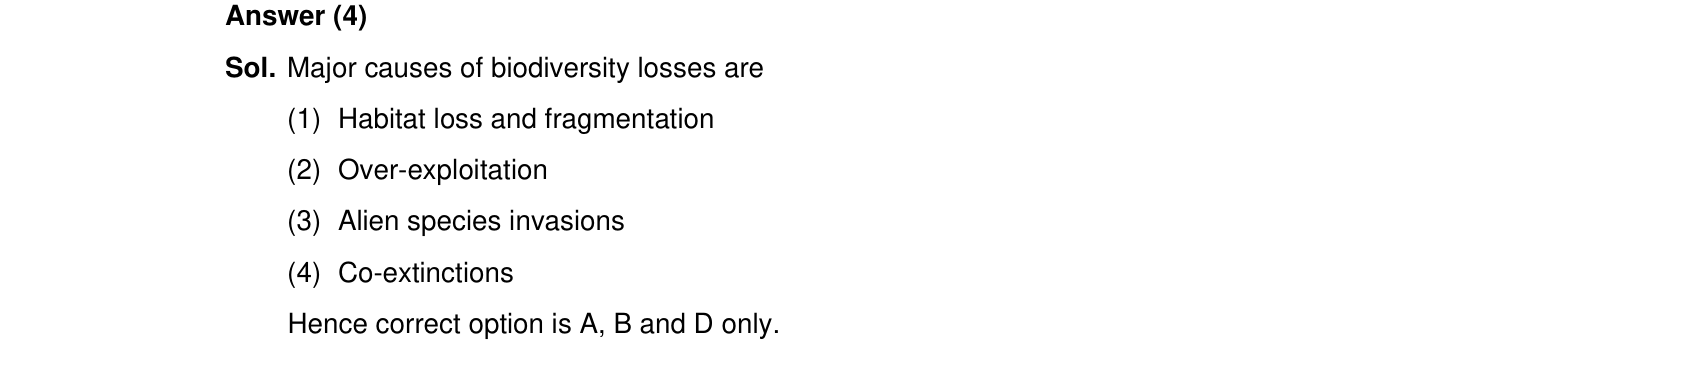 Answer (4)
Sol. Major causes of biodiversity losses are
(1) Habitat loss and fragmentation
(2) Over-exploitation
(3) Alien species invasions
(4) Co-extinctions
Hence correct option is A, B and D only.